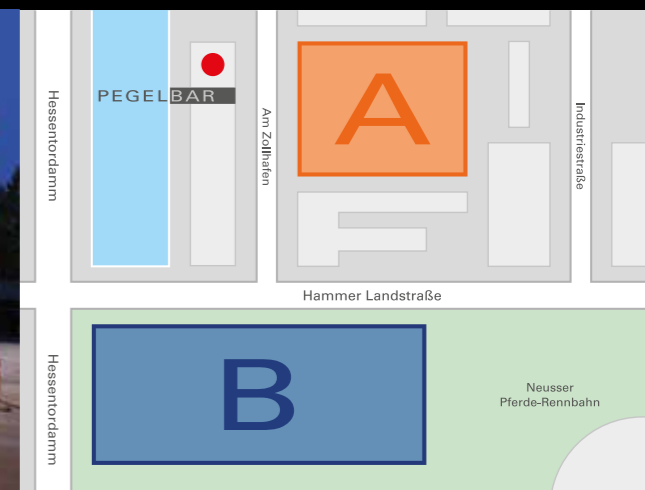 Hessentordamm
PEGELBAR
Am Zollhafen
A
Industriestraße
Hammer Landstraße
Hessentordamm
B
Neusser
Pferde-Rennbahn